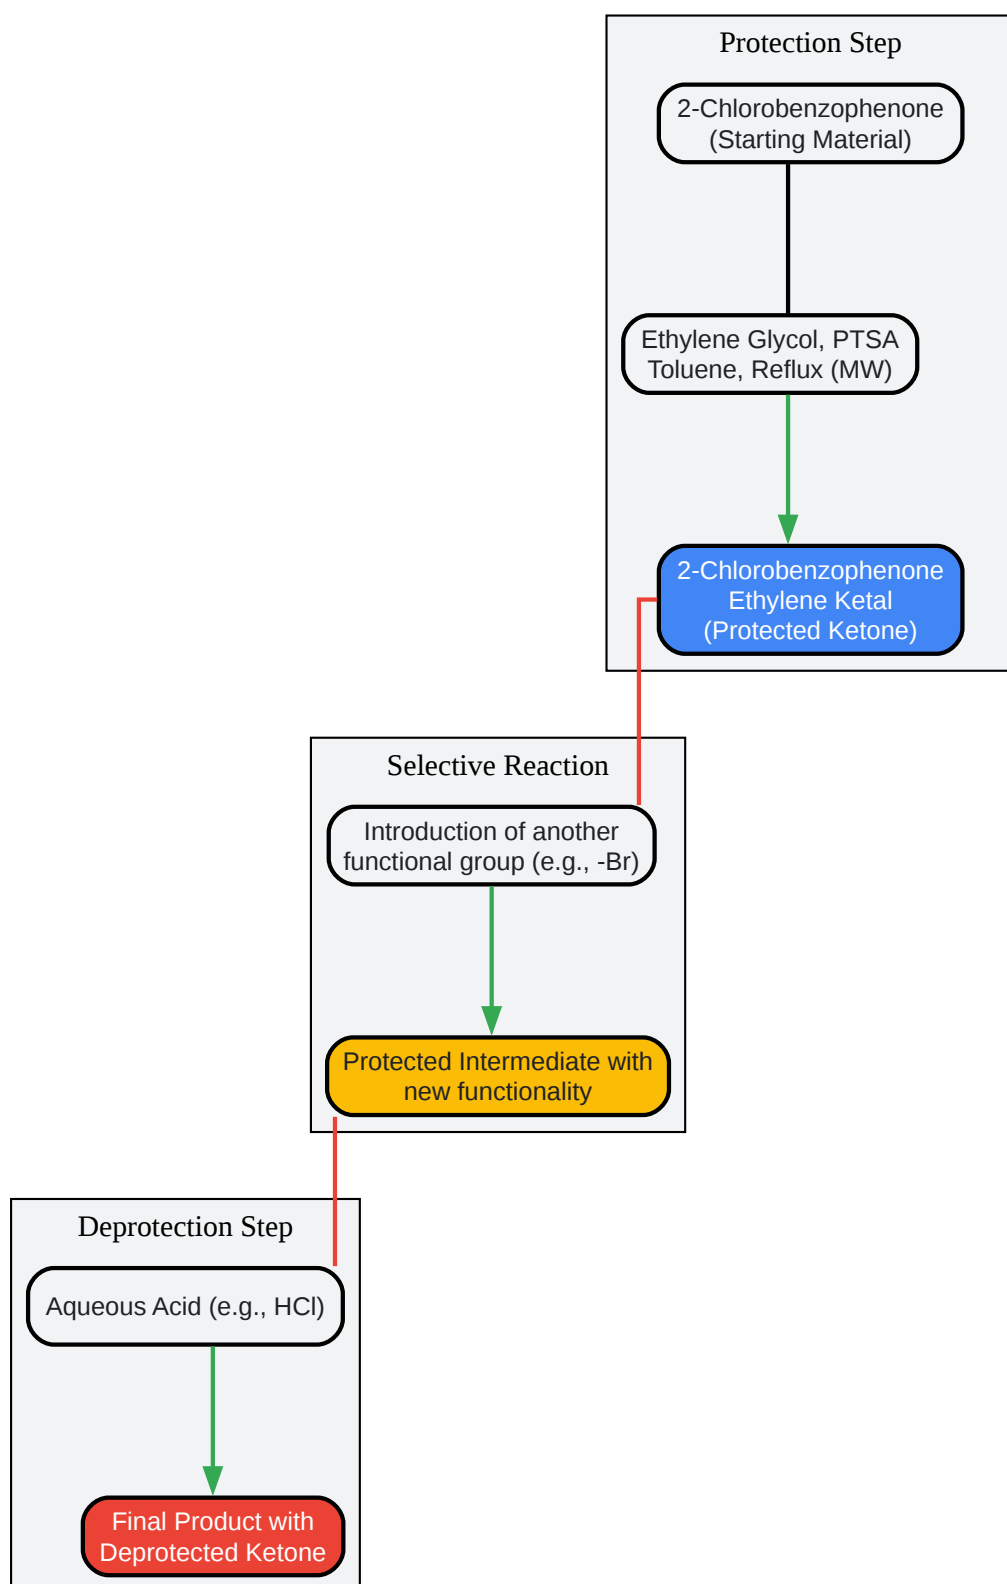 Protection Step
2-Chlorobenzophenone
(Starting Material)
Ethylene Glycol, PTSA
Toluene, Reflux (MW)
2-Chlorobenzophenone
Ethylene Ketal
(Protected Ketone)
Selective Reaction
Introduction of another
functional group (e.g., -Br)
Protected Intermediate with
new functionality
Deprotection Step
Aqueous Acid (e.g., HCl)
Final Product with
Deprotected Ketone